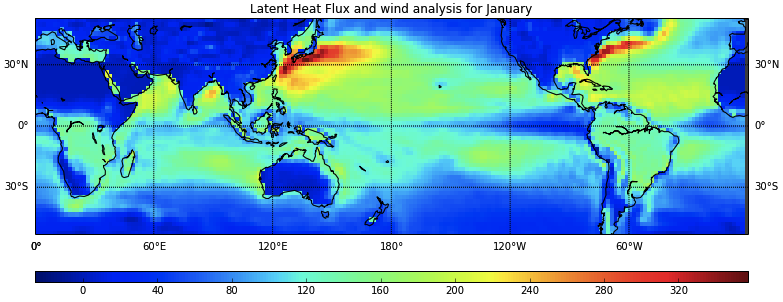 Latent Heat Flux and wind analysis for January
30°N 30°N
0° 0°
30°S 30°S
0° 60°E 120°E 180° 120°W 60°W
0 40 80 120 160 200 240 280 320